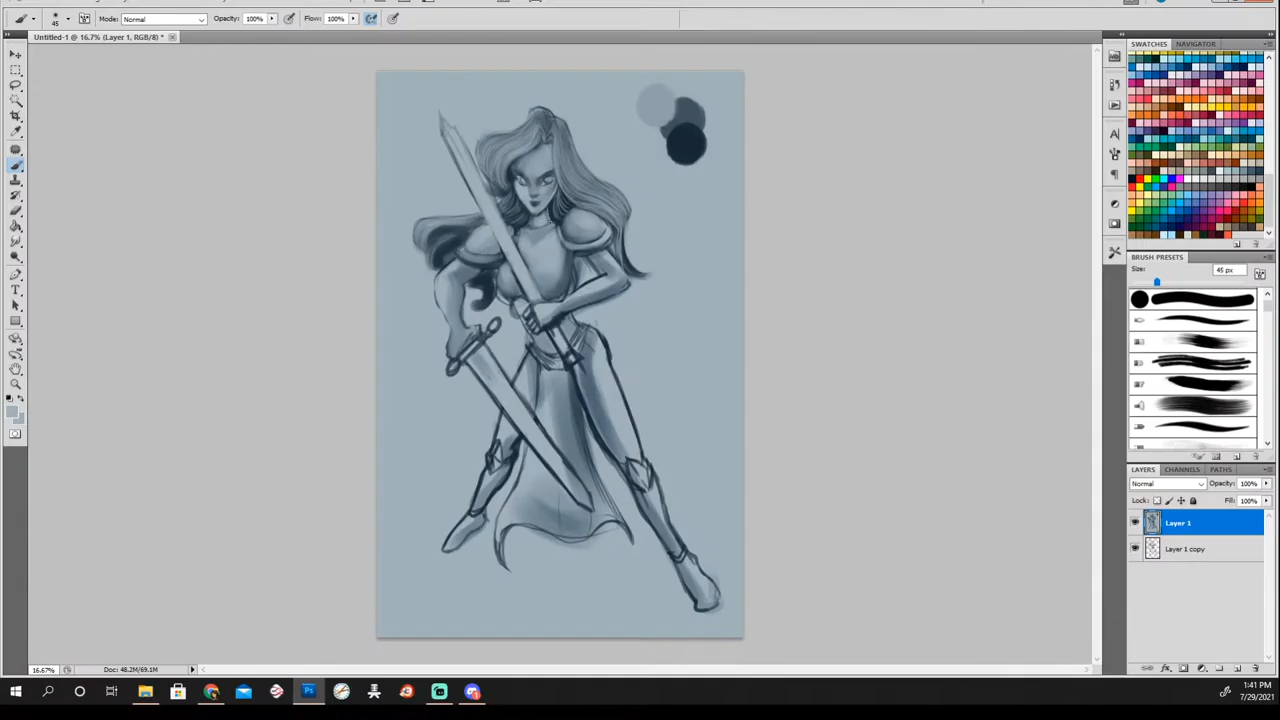 45
Mode: Normal
Opacity: 100%
Flow: 100%
Untitled-1 @ 16.7% (Layer 1, RGB/8) *
SWATCHES NAVIGATOR
BRUSH PRESETS
Size: 45 px
LAYERS CHANNELS PATHS
Normal Opacity: 100%
Lock: Fill: 100%
Layer 1
Layer 1 copy
16.67% Doc: 48.2M/69.1M
Ps
1:41 PM
7/29/2021